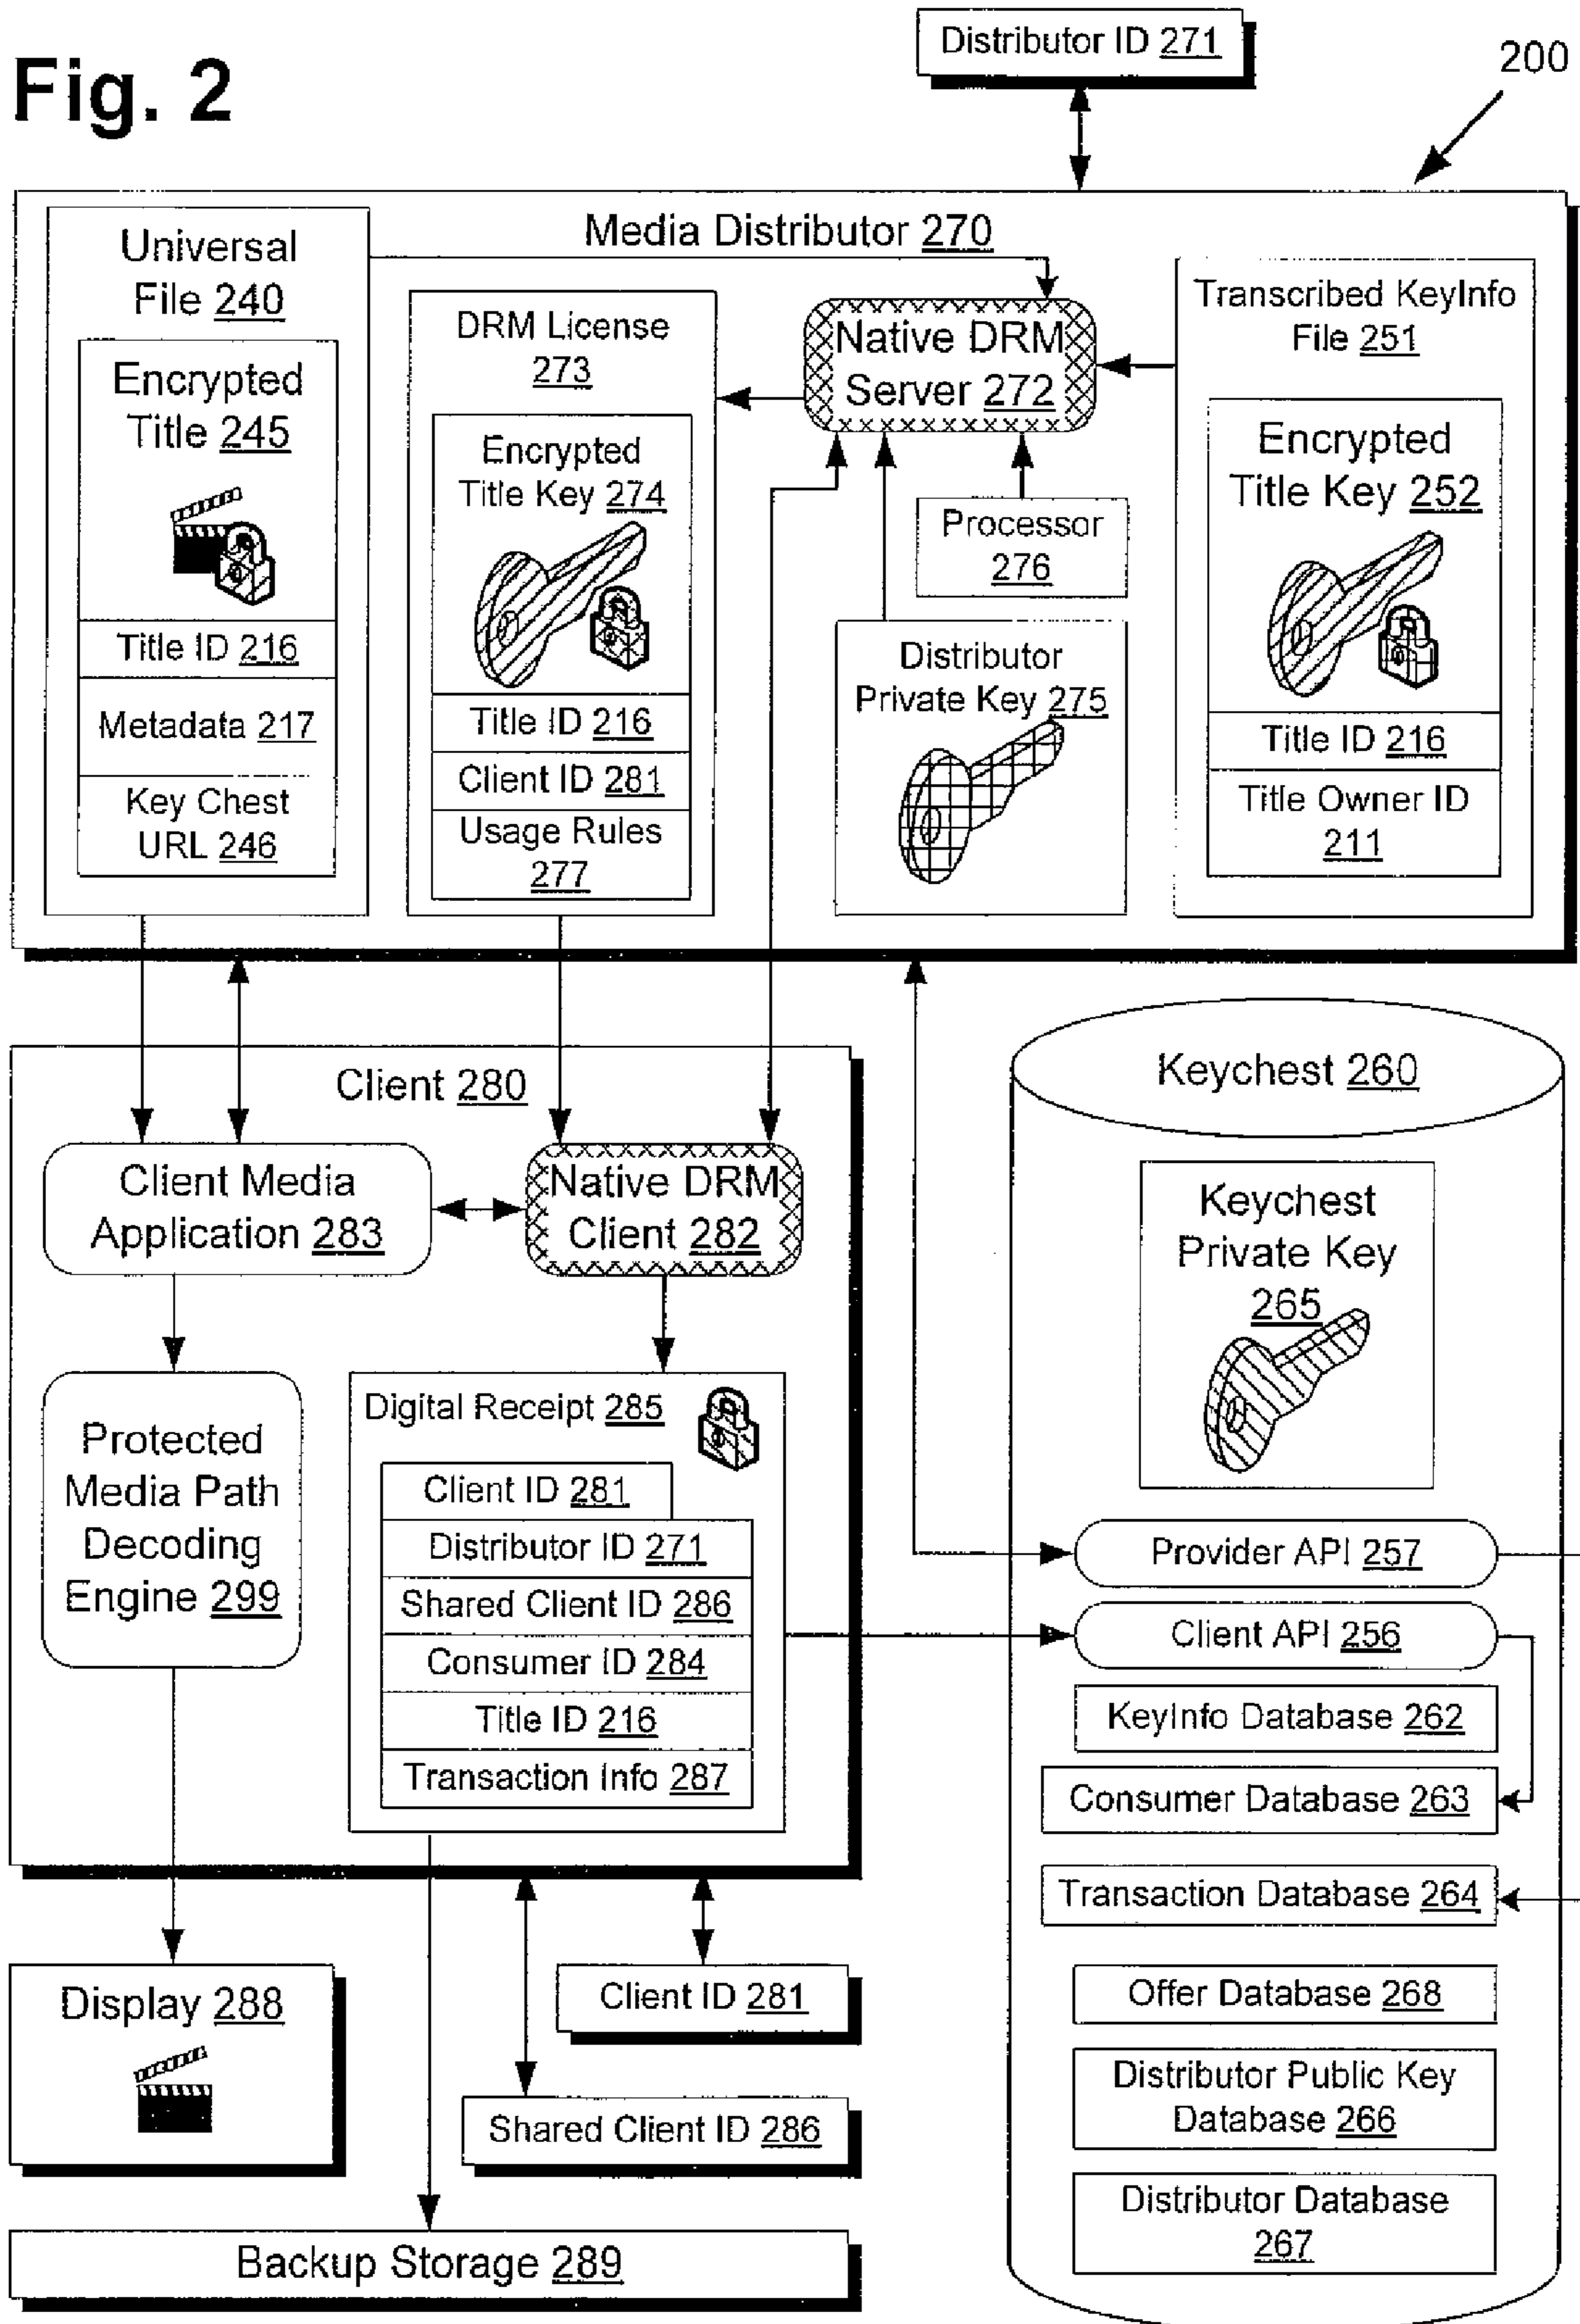 Fig. 2
Distributor ID 271
200
Media Distributor 270
Universal
File 240
Encrypted
Title 245
Title ID 216
Metadata 217
Key Chest
URL 246
DRM License
273
Encrypted
Title Key 274
Title ID 216
Client ID 281
Usage Rules
277
Native DRM
Server 272
Processor
276
Distributor
Private Key 275
Transcribed KeyInfo
File 251
Encrypted
Title Key 252
Title ID 216
Title Owner ID
211
Client 280
Client Media
Application 283
Native DRM
Client 282
Protected
Media Path
Decoding
Engine 299
Digital Receipt 285
Client ID 281
Distributor ID 271
Shared Client ID 286
Consumer ID 284
Title ID 216
Transaction Info 287
Display 288
Client ID 281
Shared Client ID 286
Backup Storage 289
Keychest 260
Keychest
Private Key
265
Provider API 257
Client API 256
KeyInfo Database 262
Consumer Database 263
Transaction Database 264
Offer Database 268
Distributor Public Key
Database 266
Distributor Database
267